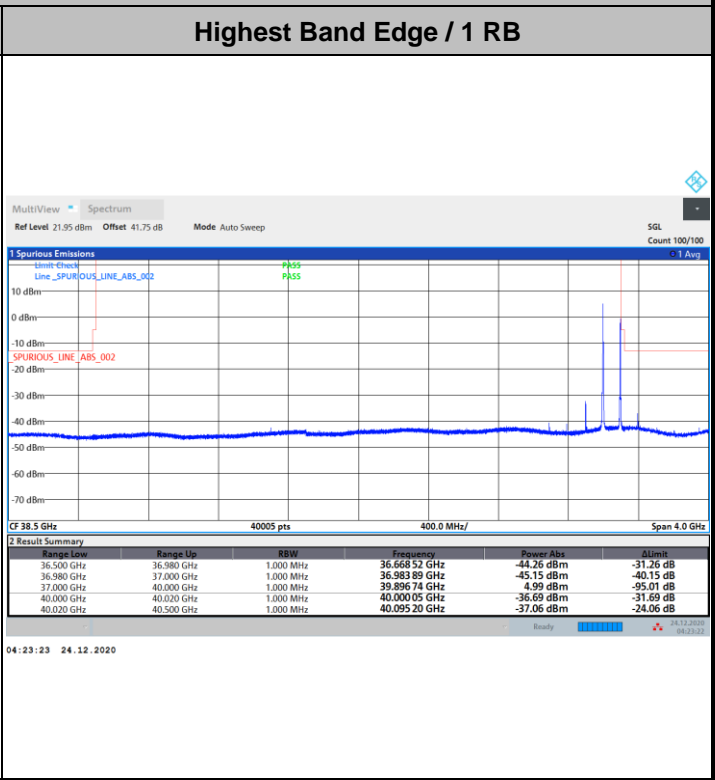 Highest Band Edge / 1 RB
MultiView Spectrum
Ref Level 21.95 dBm Offset 41.75 dB Mode Auto Sweep SGL
Count 100/100
1 Spurious Emissions 1 Avg
Limit Check PASS
Line _SPURIOUS_LINE_ABS_002 PASS
10 dBm
0 dBm
-10 dBm
_SPURIOUS_LINE_ABS_002
-20 dBm
-30 dBm
-40 dBm
-50 dBm
-60 dBm
-70 dBm
CF 38.5 GHz 40005 pts 400.0 MHz/ Span 4.0 GHz
2 Result Summary
Range Low Range Up RBW Frequency Power Abs ΔLimit
36.500 GHz 36.980 GHz 1.000 MHz 36.668 52 GHz -44.26 dBm -31.26 dB
36.980 GHz 37.000 GHz 1.000 MHz 36.983 89 GHz -45.15 dBm -40.15 dB
37.000 GHz 40.000 GHz 1.000 MHz 39.896 74 GHz 4.99 dBm -95.01 dB
40.000 GHz 40.020 GHz 1.000 MHz 40.000 05 GHz -36.69 dBm -31.69 dB
40.020 GHz 40.500 GHz 1.000 MHz 40.095 20 GHz -37.06 dBm -24.06 dB
Ready 24.12.2020
04:23:22
04:23:23 24.12.2020